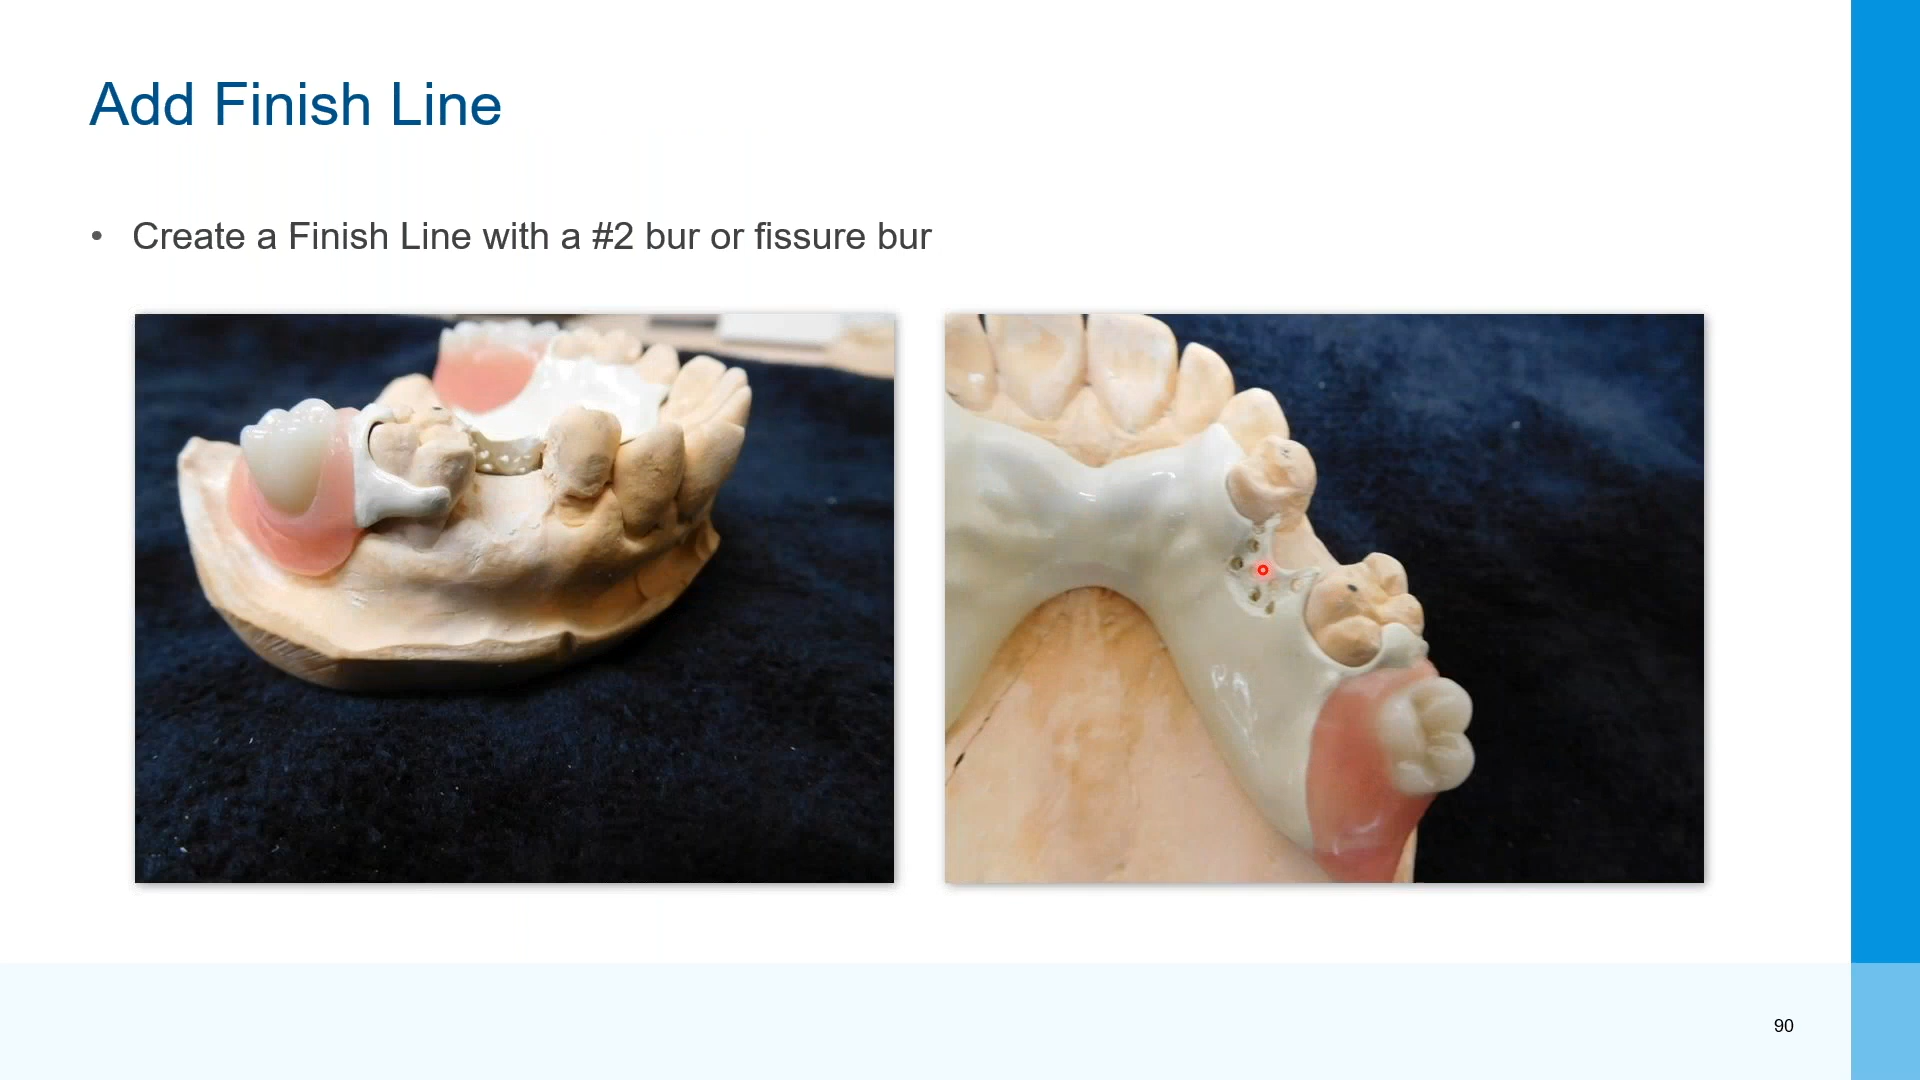 Add Finish Line
• Create a Finish Line with a #2 bur or fissure bur
90